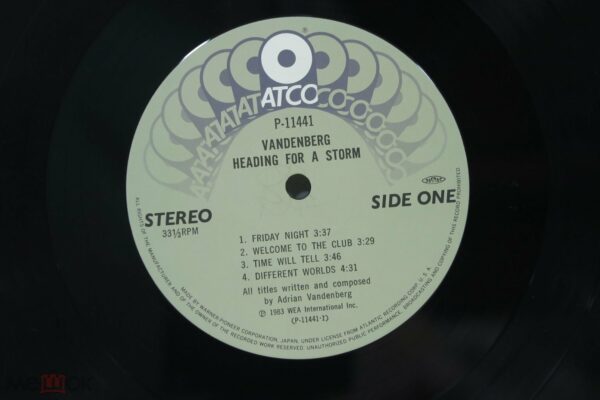 ATCO
®
P-11441
VANDENBERG
HEADING FOR A STORM
STEREO
33⅓RPM
SIDE ONE
1. FRIDAY NIGHT 3:37
2. WELCOME TO THE CLUB 3:29
3. TIME WILL TELL 3:46
4. DIFFERENT WORLDS 4:31
All titles written and composed
by Adrian Vandenberg
℗ 1983 WEA International Inc.
(P-11441-1)
MADE BY WARNER-PIONEER CORPORATION, JAPAN, UNDER LICENSE FROM ATLANTIC RECORDING CORP., U.S.A.
ALL RIGHTS OF THE MANUFACTURER AND OF THE OWNER OF THE RECORDED WORK RESERVED. UNAUTHORIZED PUBLIC PERFORMANCE, BROADCASTING AND COPYING OF THIS RECORD PROHIBITED.
мешок